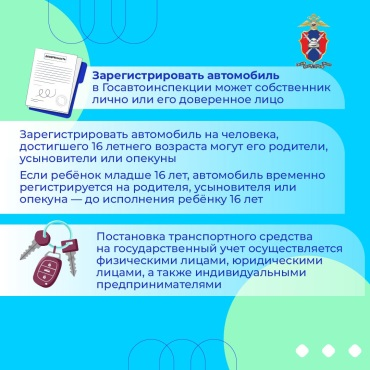 Зарегистрировать автомобиль
в Госавтоинспекции может собственник
лично или его доверенное лицо
Зарегистрировать автомобиль на человека,
достигшего 16 летнего возраста могут его родители,
усыновители или опекуны
Если ребёнок младше 16 лет, автомобиль временно
регистрируется на родителя, усыновителя или
опекуна — до исполнения ребёнку 16 лет
Постановка транспортного средства
на государственный учет осуществляется
физическими лицами, юридическими
лицами, а также индивидуальными
предпринимателями